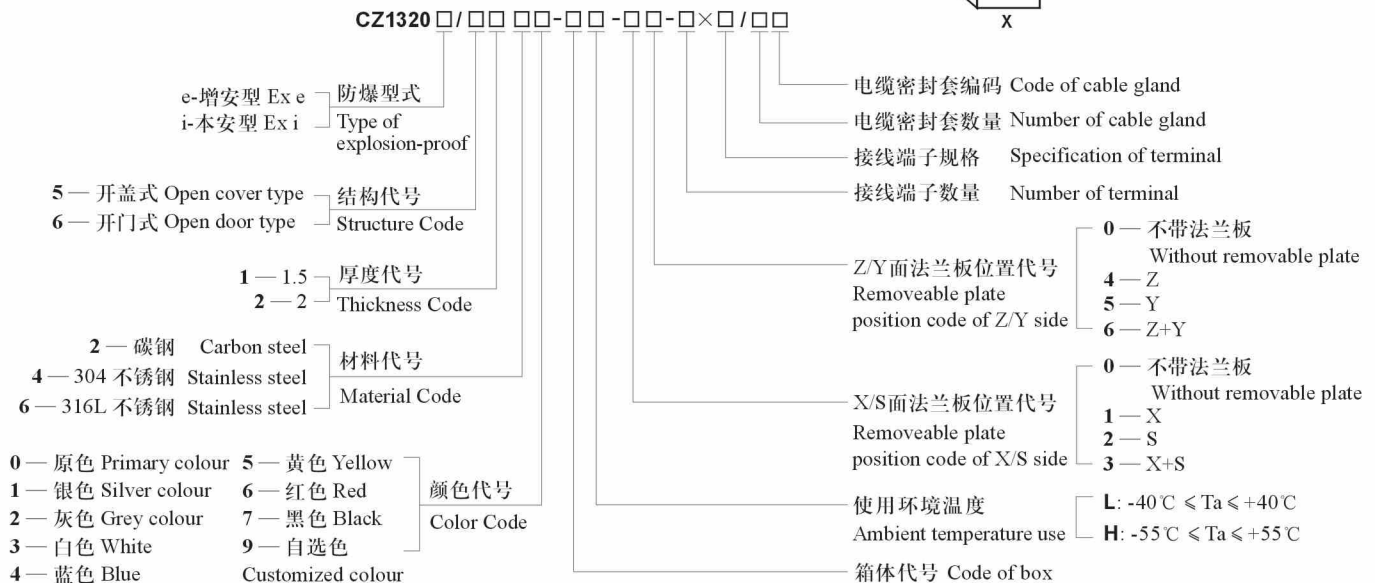 CZ1320□/□□ □□-□□-□□-□×□/□□
X
e-增安型 Ex e
i-本安型 Ex i
防爆型式
Type of
explosion-proof
5 — 开盖式 Open cover type
6 — 开门式 Open door type
结构代号
Structure Code
1 — 1.5
2 — 2
厚度代号
Thickness Code
2 — 碳钢 Carbon steel
4 — 304 不锈钢 Stainless steel
6 — 316L 不锈钢 Stainless steel
材料代号
Material Code
0 — 原色 Primary colour 5 — 黄色 Yellow
1 — 银色 Silver colour 6 — 红色 Red
2 — 灰色 Grey colour 7 — 黑色 Black
3 — 白色 White 9 — 自选色
4 — 蓝色 Blue Customized colour
颜色代号
Color Code
电缆密封套编码 Code of cable gland
电缆密封套数量 Number of cable gland
接线端子规格 Specification of terminal
接线端子数量 Number of terminal
Z/Y面法兰板位置代号
Removeable plate
position code of Z/Y side
0 — 不带法兰板
Without removable plate
4 — Z
5 — Y
6 — Z+Y
X/S面法兰板位置代号
Removeable plate
position code of X/S side
0 — 不带法兰板
Without removable plate
1 — X
2 — S
3 — X+S
使用环境温度
Ambient temperature use
L: -40℃ ≤ Ta ≤ +40℃
H: -55℃ ≤ Ta ≤ +55℃
箱体代号 Code of box